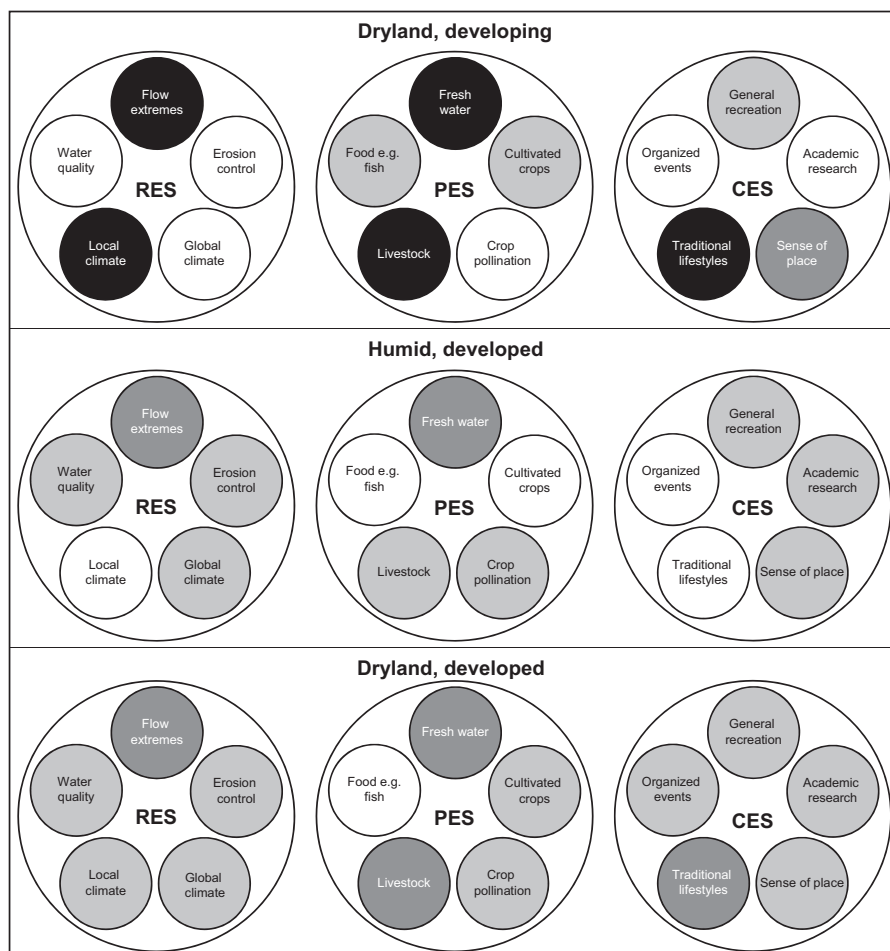 Dryland, developing
Flow
extremes
Water
quality
Erosion
control
RES
Local
climate
Global
climate
Fresh
water
Food e.g.
fish
Cultivated
crops
PES
Livestock
Crop
pollination
General
recreation
Organized
events
Academic
research
CES
Traditional
lifestyles
Sense of
place
Humid, developed
Flow
extremes
Water
quality
Erosion
control
RES
Local
climate
Global
climate
Fresh water
Food e.g.
fish
Cultivated
crops
PES
Livestock
Crop
pollination
General
recreation
Organized
events
Academic
research
CES
Traditional
lifestyles
Sense of place
Dryland, developed
Flow
extremes
Water
quality
Erosion
control
RES
Local
climate
Global
climate
Fresh water
Food e.g.
fish
Cultivated
crops
PES
Livestock
Crop
pollination
General
recreation
Organized
events
Academic
research
CES
Traditional
lifestyles
Sense of place